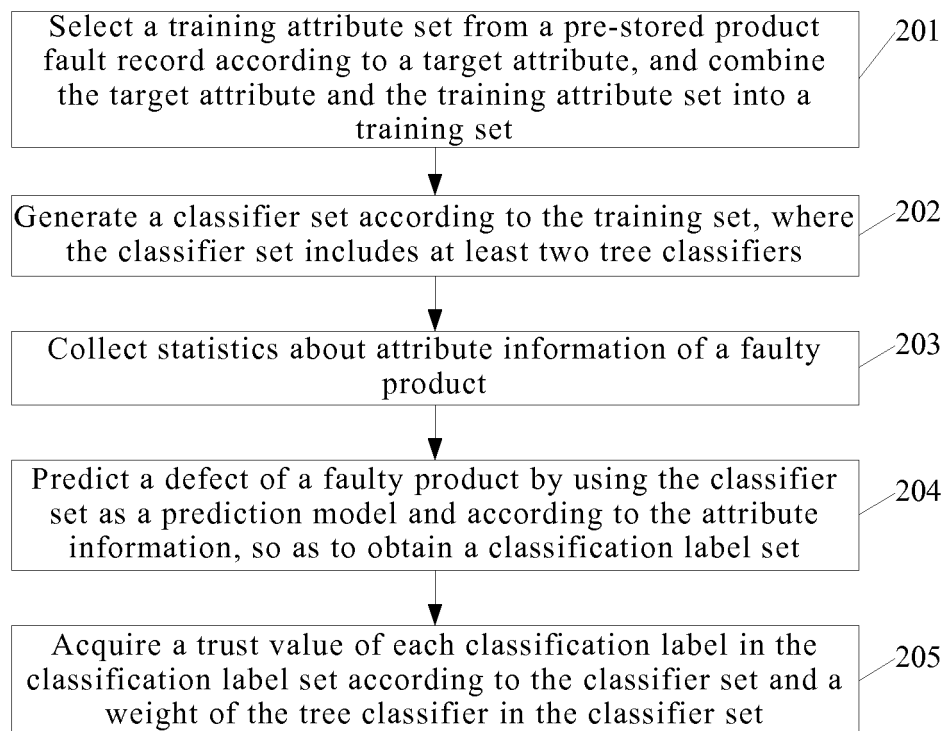 Select a training attribute set from a pre-stored product
fault record according to a target attribute, and combine
the target attribute and the training attribute set into a
training set
201
Generate a classifier set according to the training set, where
the classifier set includes at least two tree classifiers
202
Collect statistics about attribute information of a faulty
product
203
Predict a defect of a faulty product by using the classifier
set as a prediction model and according to the attribute
information, so as to obtain a classification label set
204
Acquire a trust value of each classification label in the
classification label set according to the classifier set and a
weight of the tree classifier in the classifier set
205